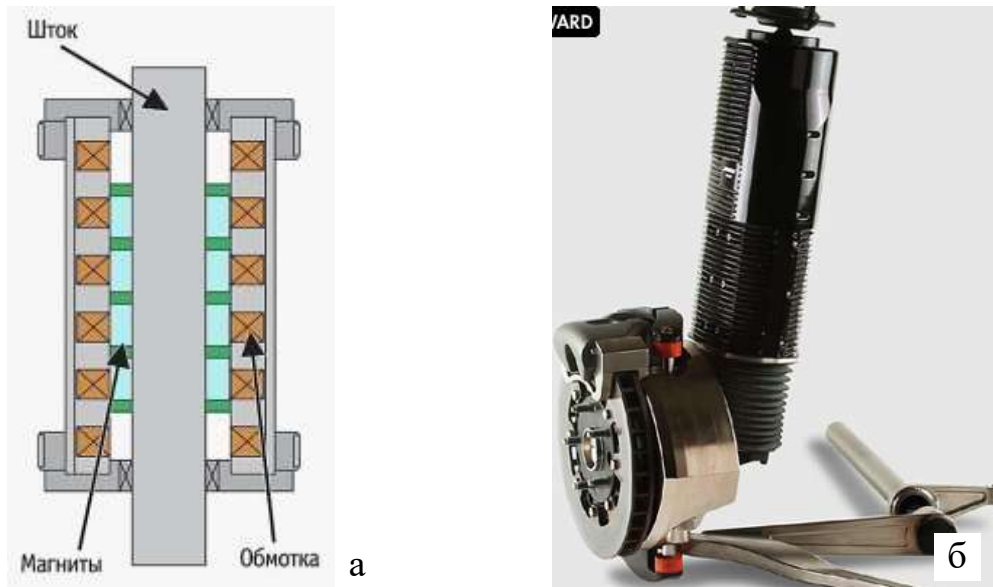 Шток
Магниты
Обмотка
а
VARD
б